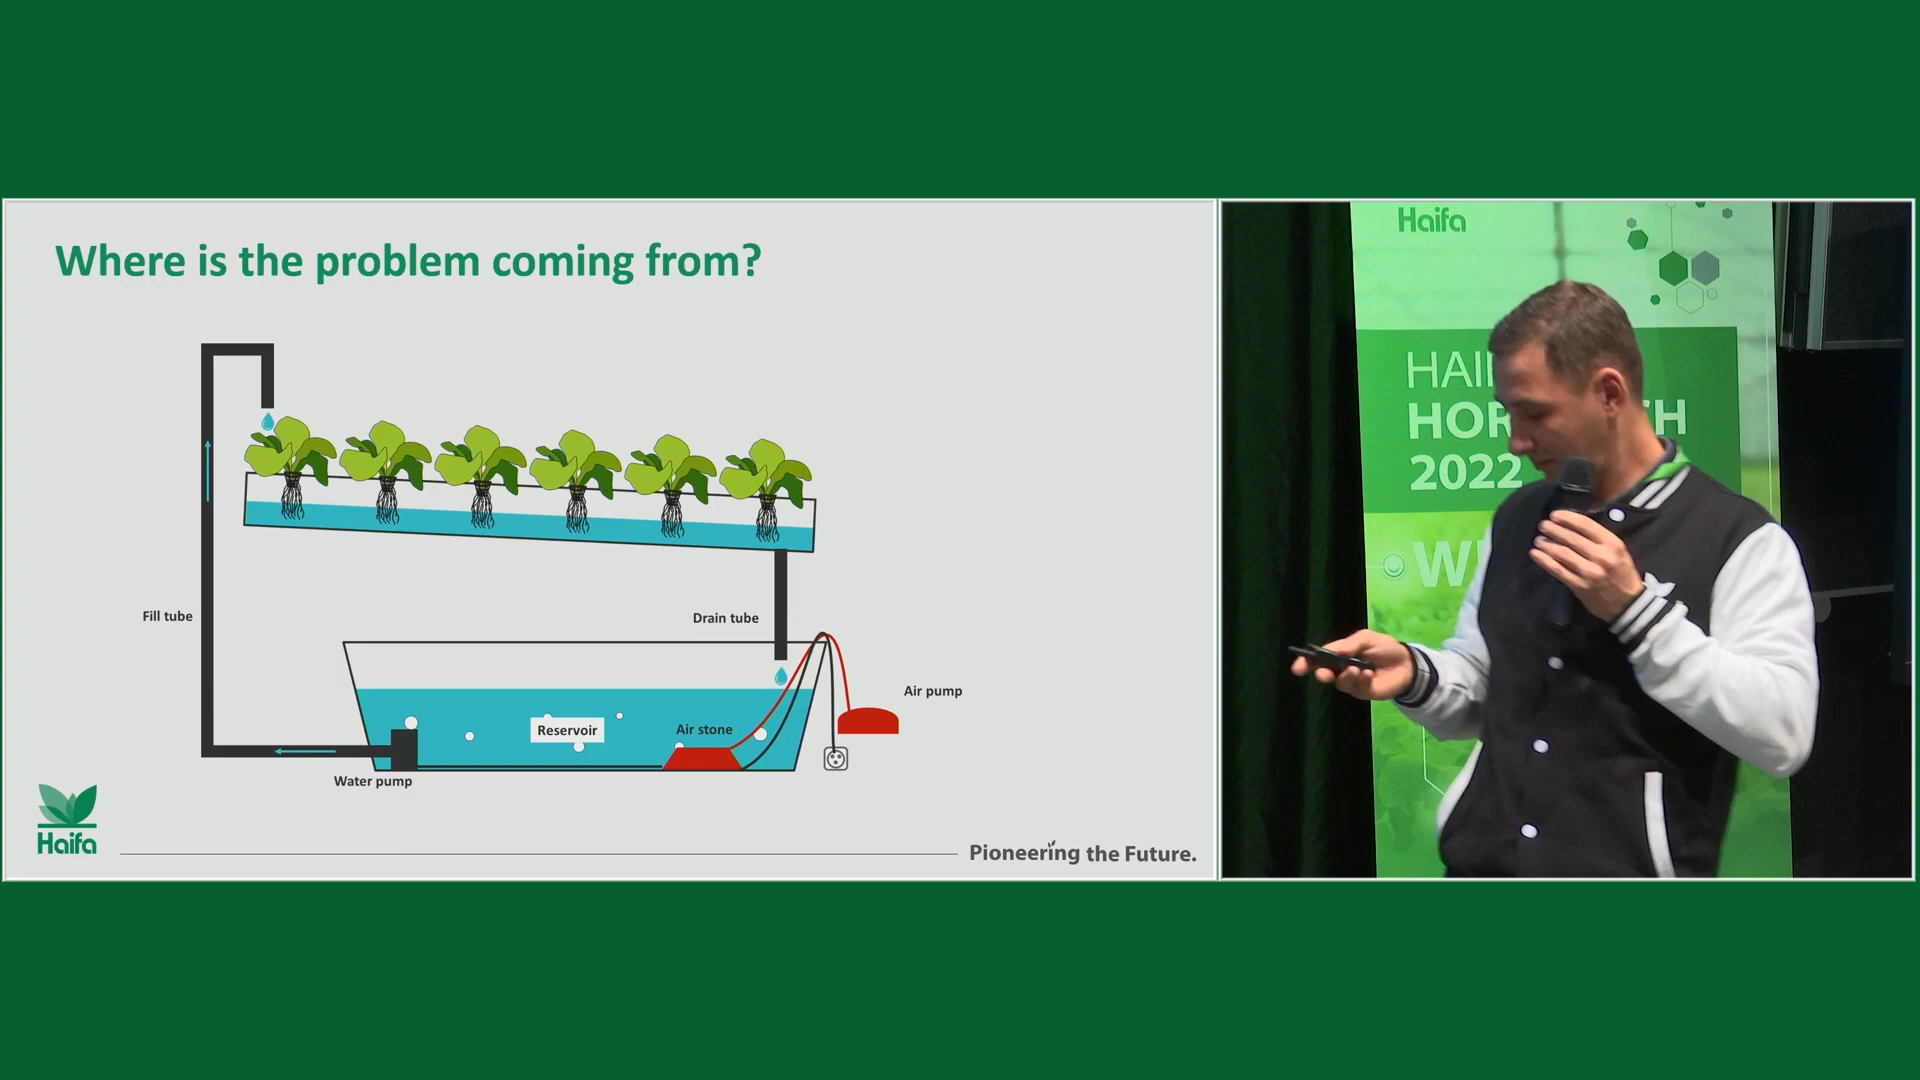 Where is the problem coming from?
Fill tube
Drain tube
Air pump
Reservoir
Air stone
Water pump
Haifa
Pioneering the Future.
Haifa
2022